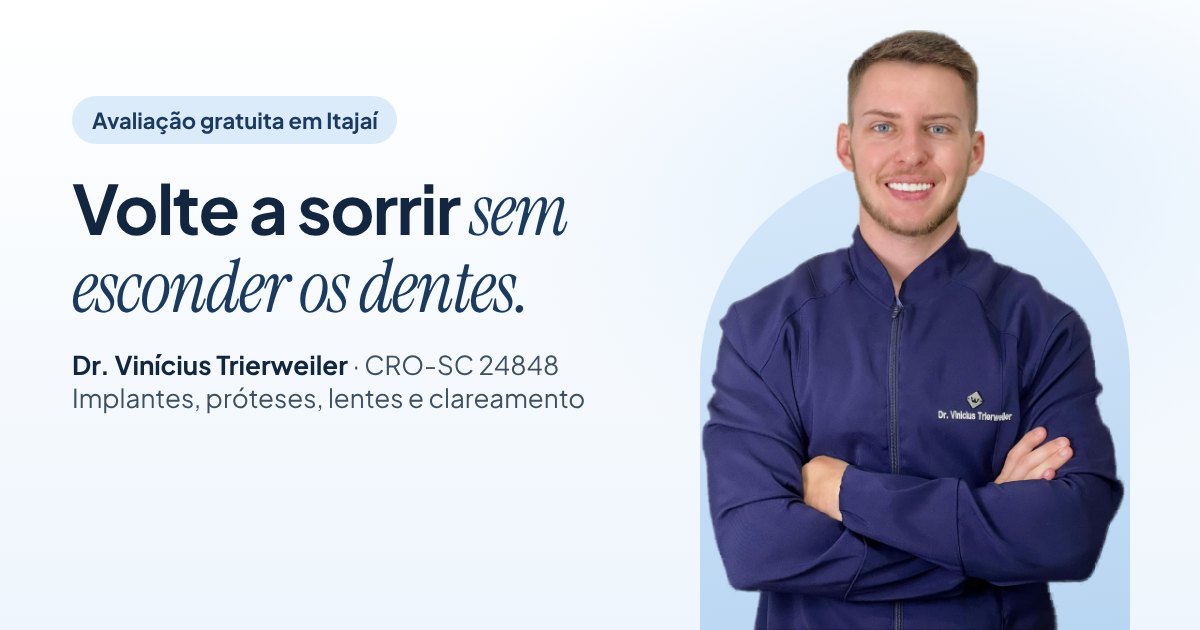 Avaliação gratuita em Itajaí
Volte a sorrir sem
esconder os dentes.
Dr. Vinícius Trierweiler · CRO-SC 24848
Implantes, próteses, lentes e clareamento
Dr. Vinicius Trierweiler